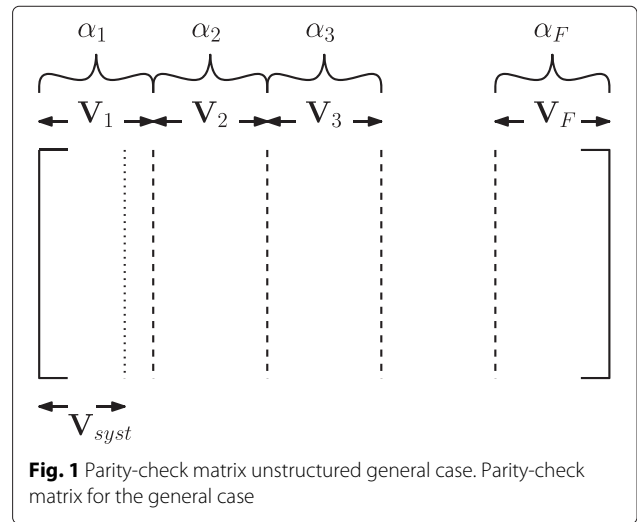 α1 α2 α3 αF
V1 V2 V3 VF
Vsyst
Fig. 1 Parity-check matrix unstructured general case. Parity-check
matrix for the general case